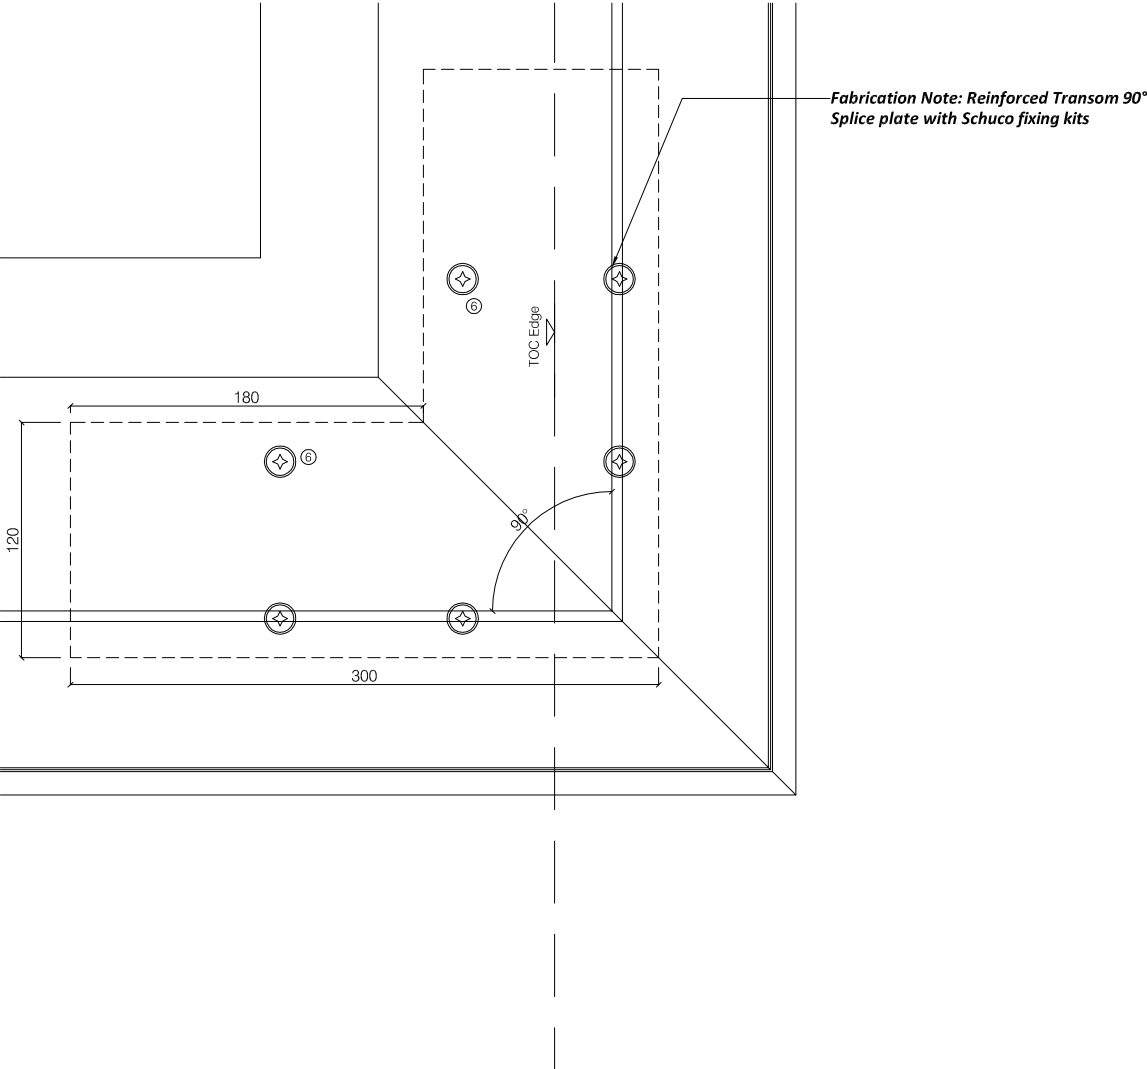 Fabrication Note: Reinforced Transom 90°
Splice plate with Schuco fixing kits
6
TOC Edge
180
6
90°
120
300